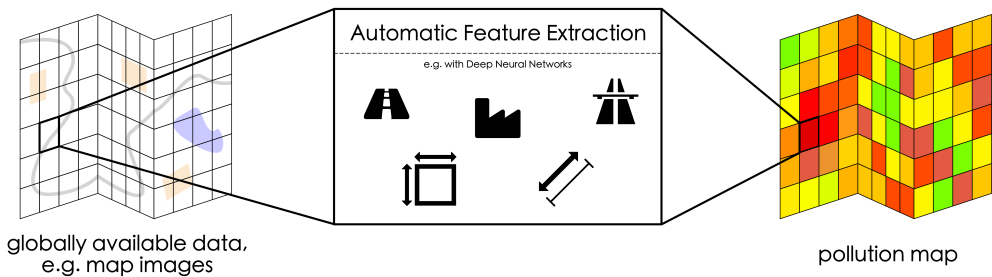 Automatic Feature Extraction
e.g. with Deep Neural Networks
globally available data,
e.g. map images
pollution map